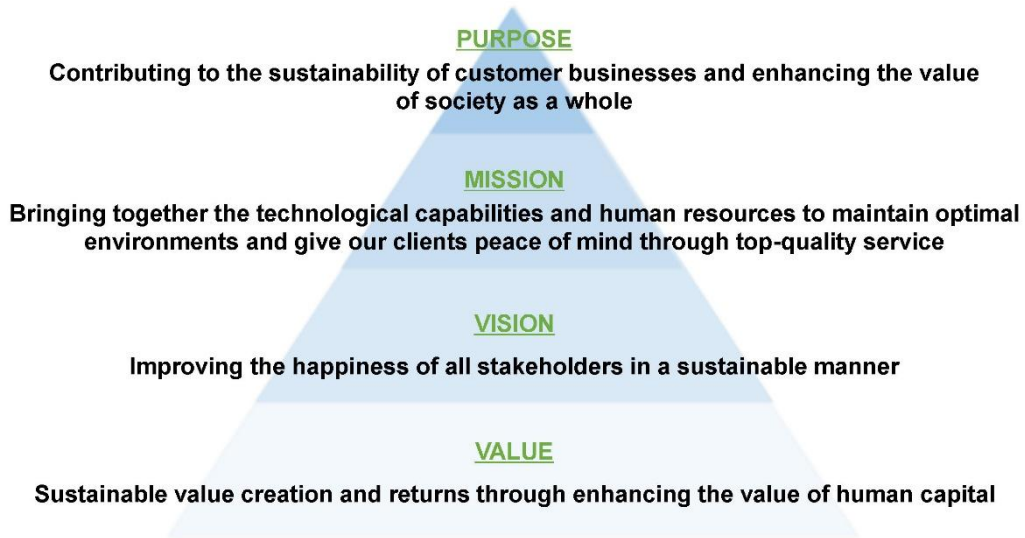 PURPOSE
Contributing to the sustainability of customer businesses and enhancing the value
of society as a whole
MISSION
Bringing together the technological capabilities and human resources to maintain optimal
environments and give our clients peace of mind through top-quality service
VISION
Improving the happiness of all stakeholders in a sustainable manner
VALUE
Sustainable value creation and returns through enhancing the value of human capital